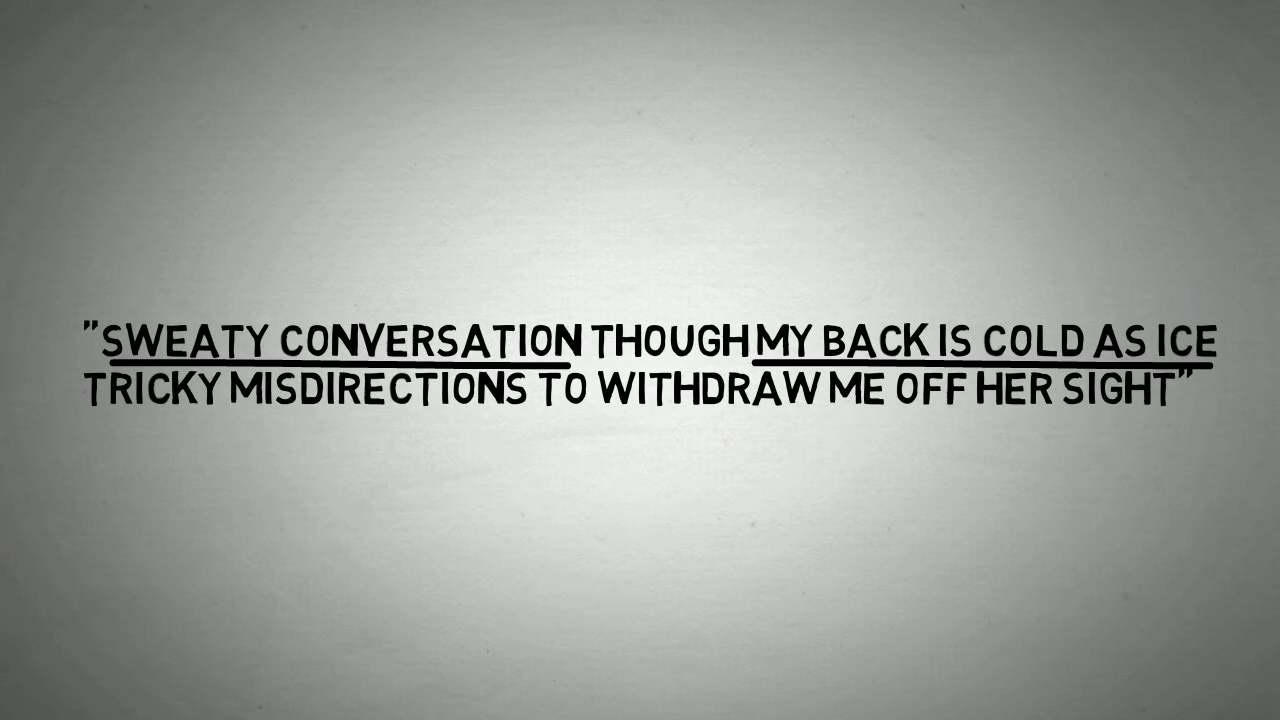 "SWEATY CONVERSATION THOUGH MY BACK IS COLD AS ICE
TRICKY MISDIRECTIONS TO WITHDRAW ME OFF HER SIGHT"